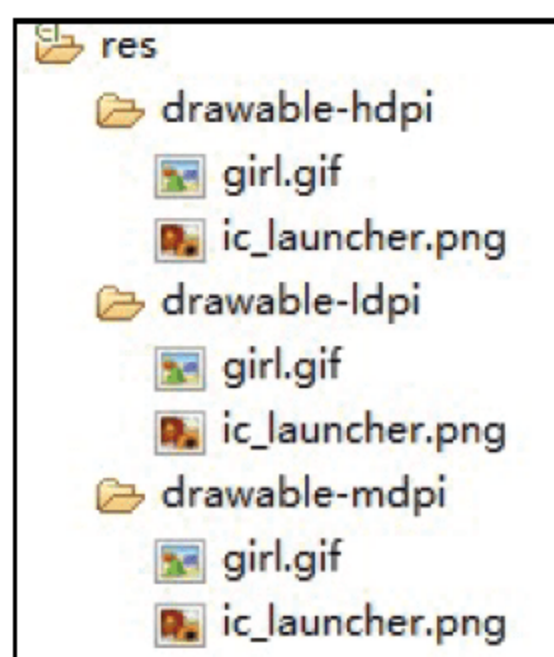 res
drawable-hdpi
girl.gif
ic_launcher.png
drawable-ldpi
girl.gif
ic_launcher.png
drawable-mdpi
girl.gif
ic_launcher.png